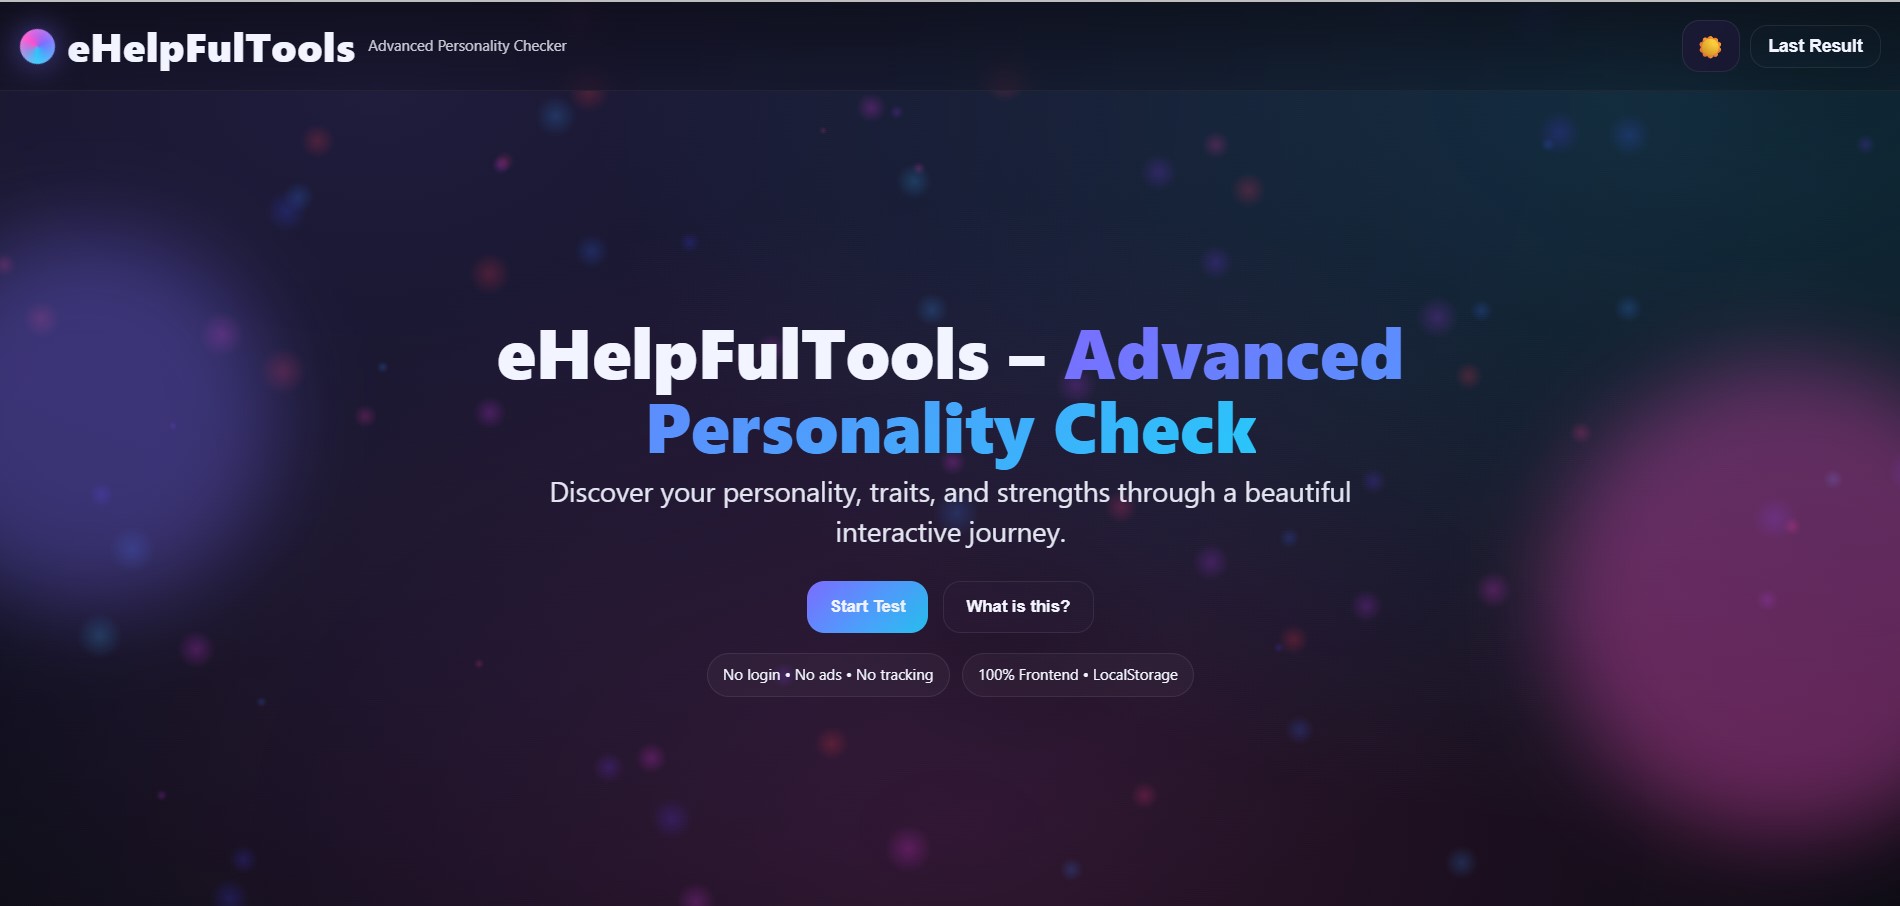 eHelpFulTools Advanced Personality Checker
Last Result
eHelpFulTools – Advanced
Personality Check
Discover your personality, traits, and strengths through a beautiful
interactive journey.
Start Test
What is this?
No login • No ads • No tracking
100% Frontend • LocalStorage